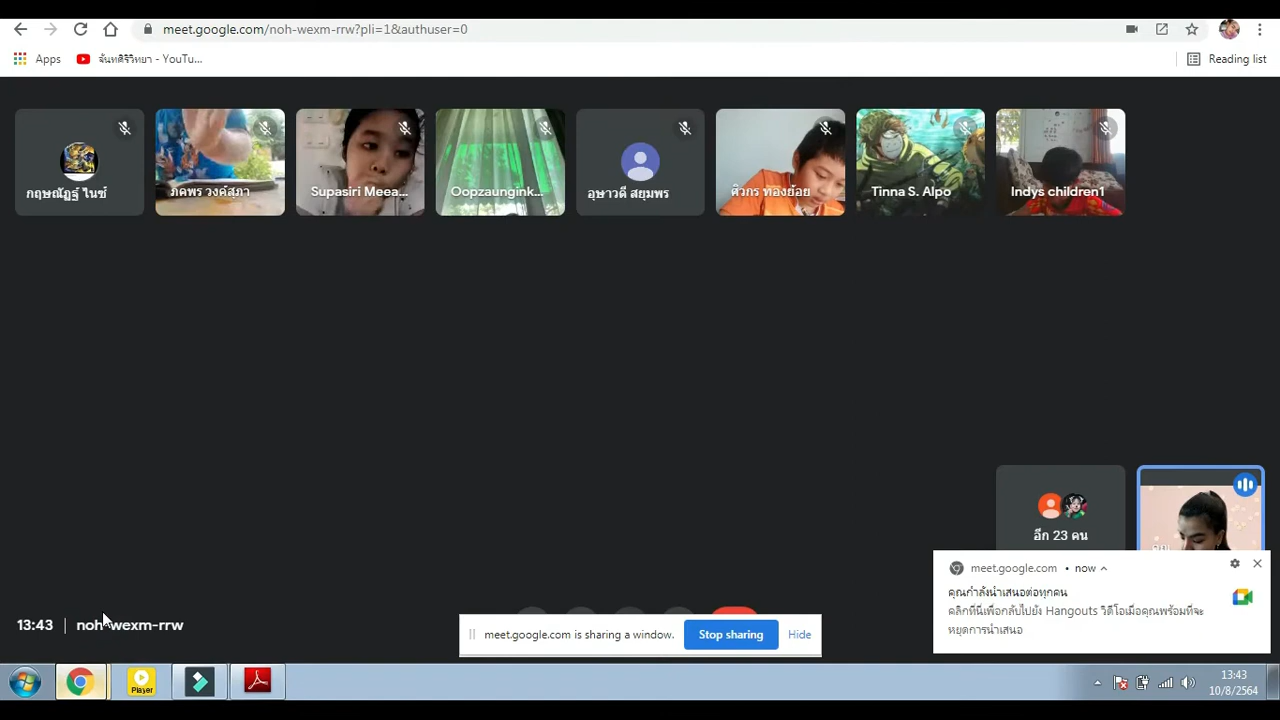 meet.google.com/noh-wexm-rrw?pli=1&authuser=0
Apps
จันทศิริวิทยา - YouTu...
Reading list
กฤษณัฏฐ์ ไนซ์
ภคพร วงค์สุภา
Supasiri Meea...
Oopzaungink...
อุษาวดี สยุมพร
ศิวกร ทองย้อย
Tinna S. Alpo
Indys children1
อีก 23 คน
คุณ
meet.google.com • now
คุณกำลังนำเสนอต่อทุกคน
คลิกที่นี่เพื่อกลับไปยัง Hangouts วิดีโอเมื่อคุณพร้อมที่จะ
หยุดการนำเสนอ
13:43
noh-wexm-rrw
meet.google.com is sharing a window.
Stop sharing
Hide
Player
13:43
10/8/2564